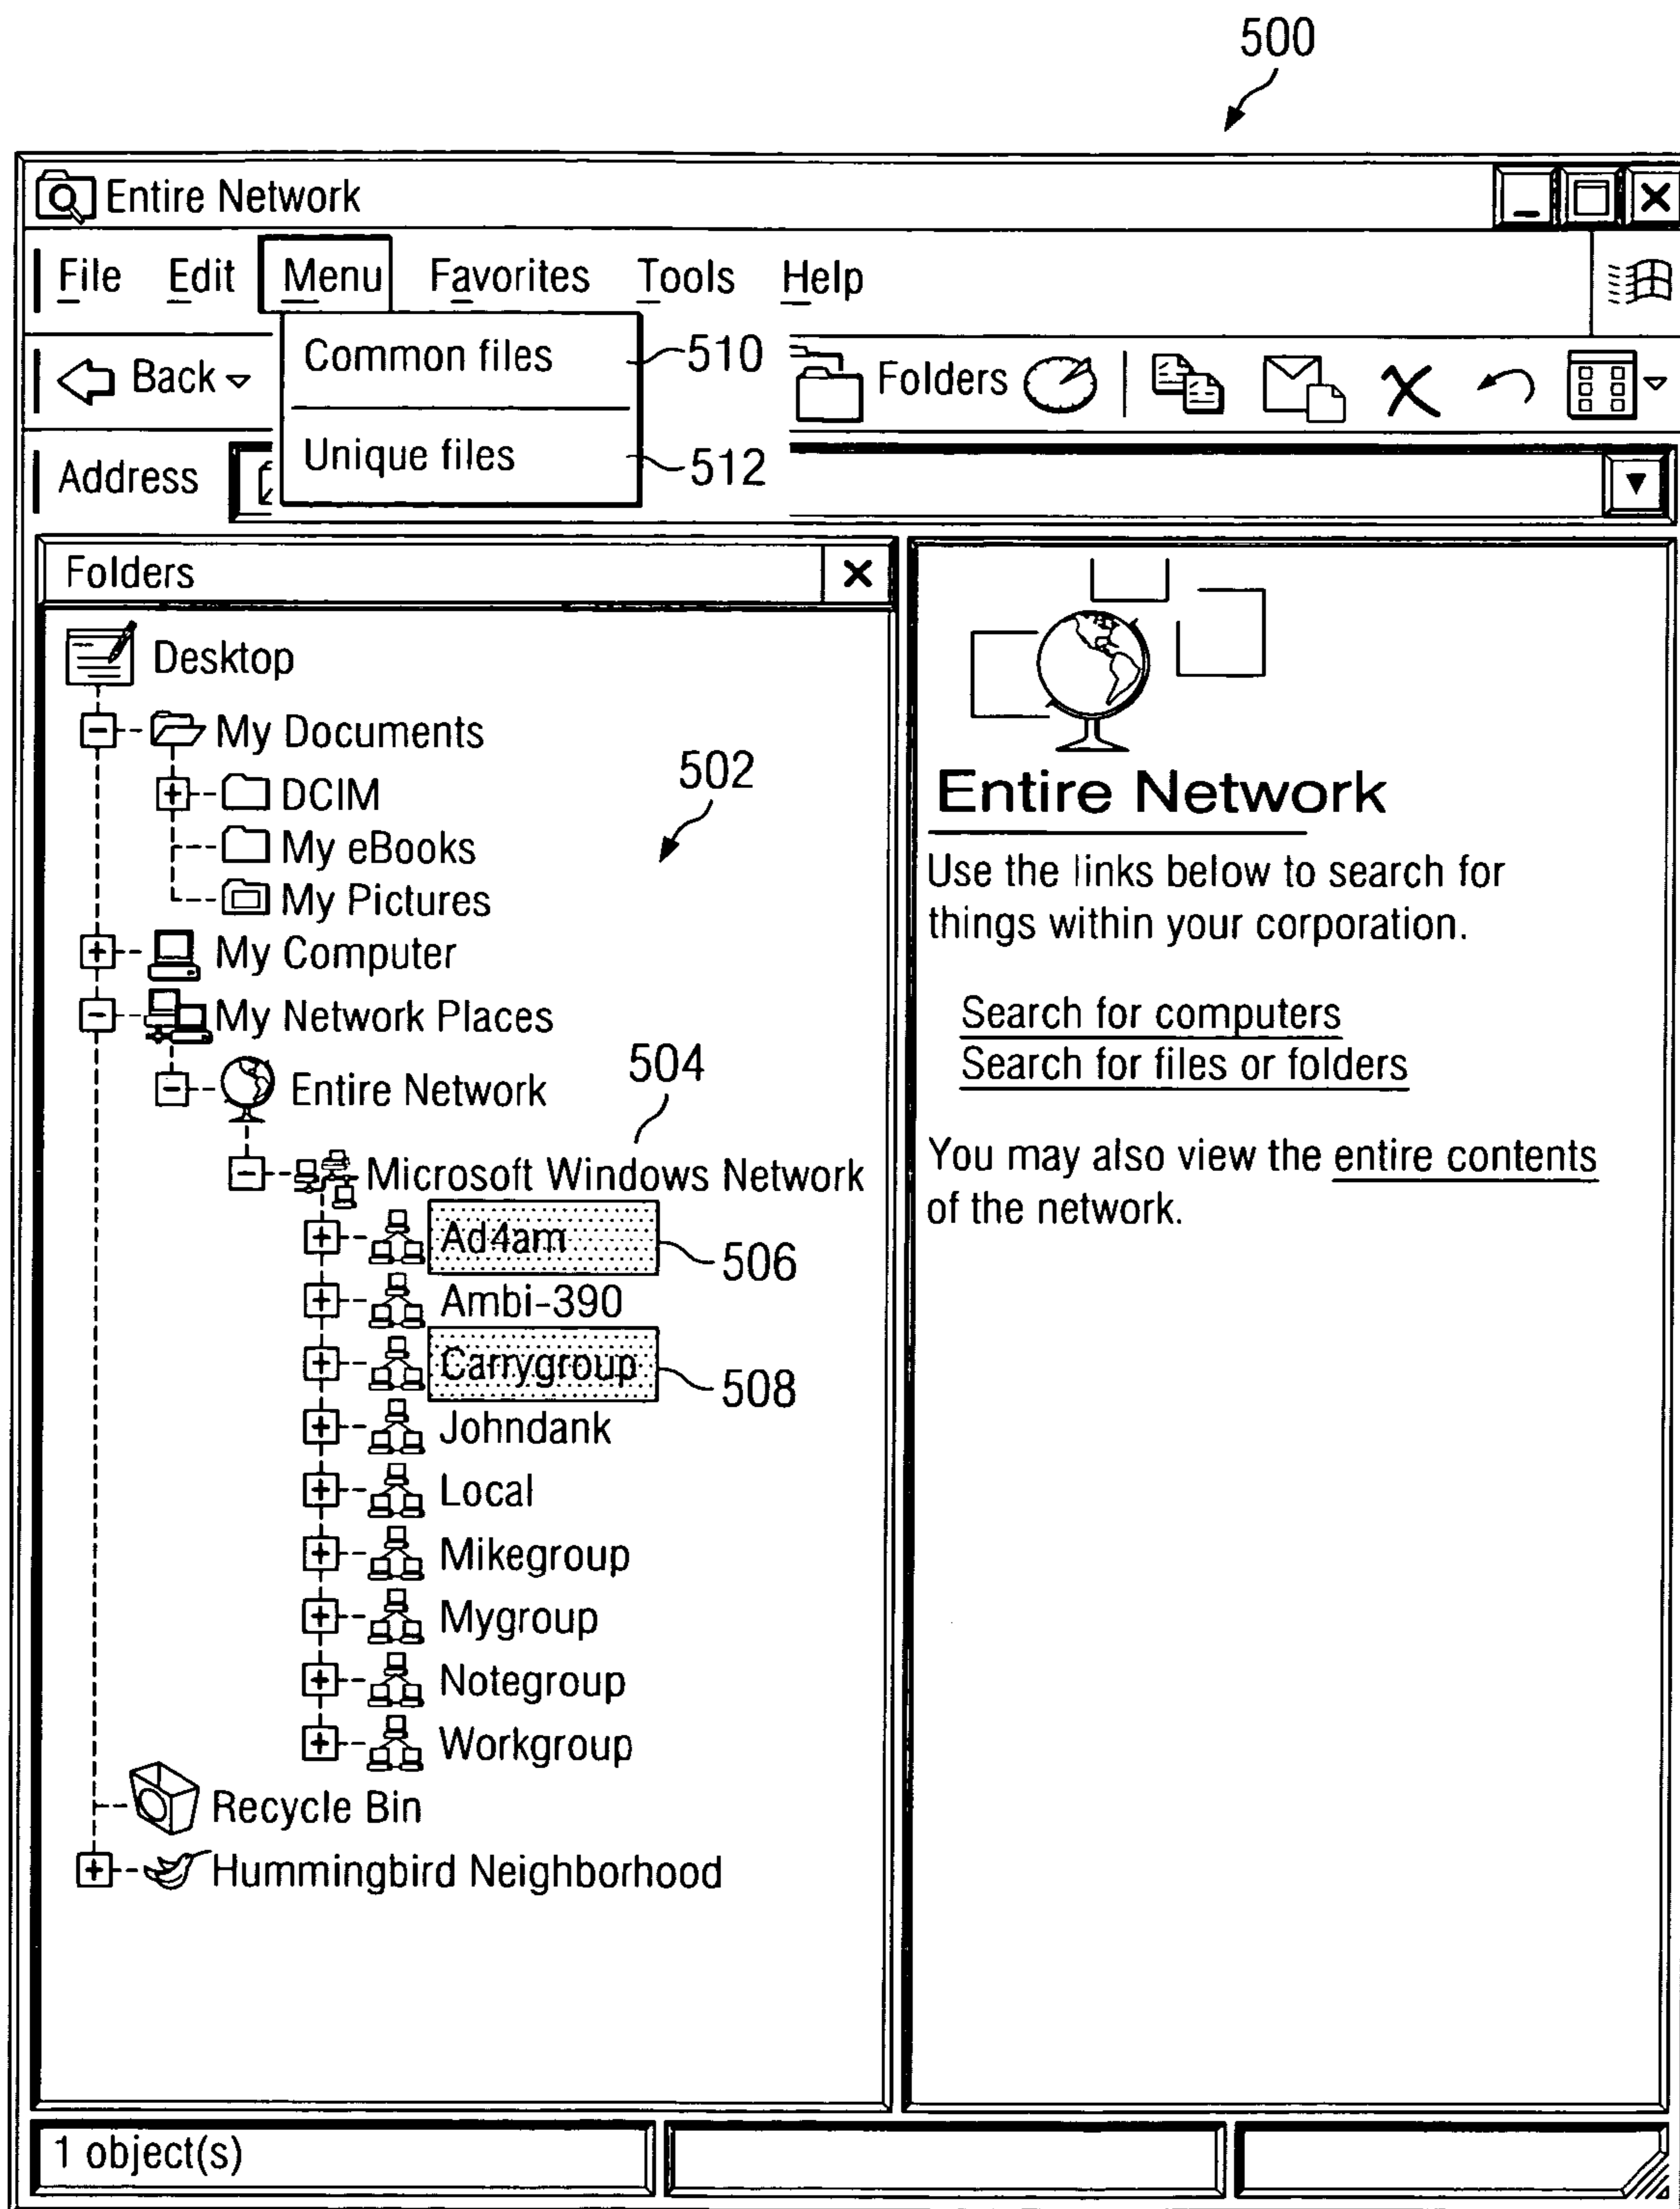 500
Entire Network
File Edit Menu Favorites Tools Help
Common files 510
Back Folders
Unique files 512
Address
Folders
Desktop
My Documents
DCIM
My eBooks
My Pictures
502
My Computer
My Network Places
Entire Network
504
Microsoft Windows Network
Ad4am
506
Ambi-390
Carrygroup
508
Johndank
Local
Mikegroup
Mygroup
Notegroup
Workgroup
Recycle Bin
Hummingbird Neighborhood
Entire Network
Use the links below to search for
things within your corporation.
Search for computers
Search for files or folders
You may also view the entire contents
of the network.
1 object(s)